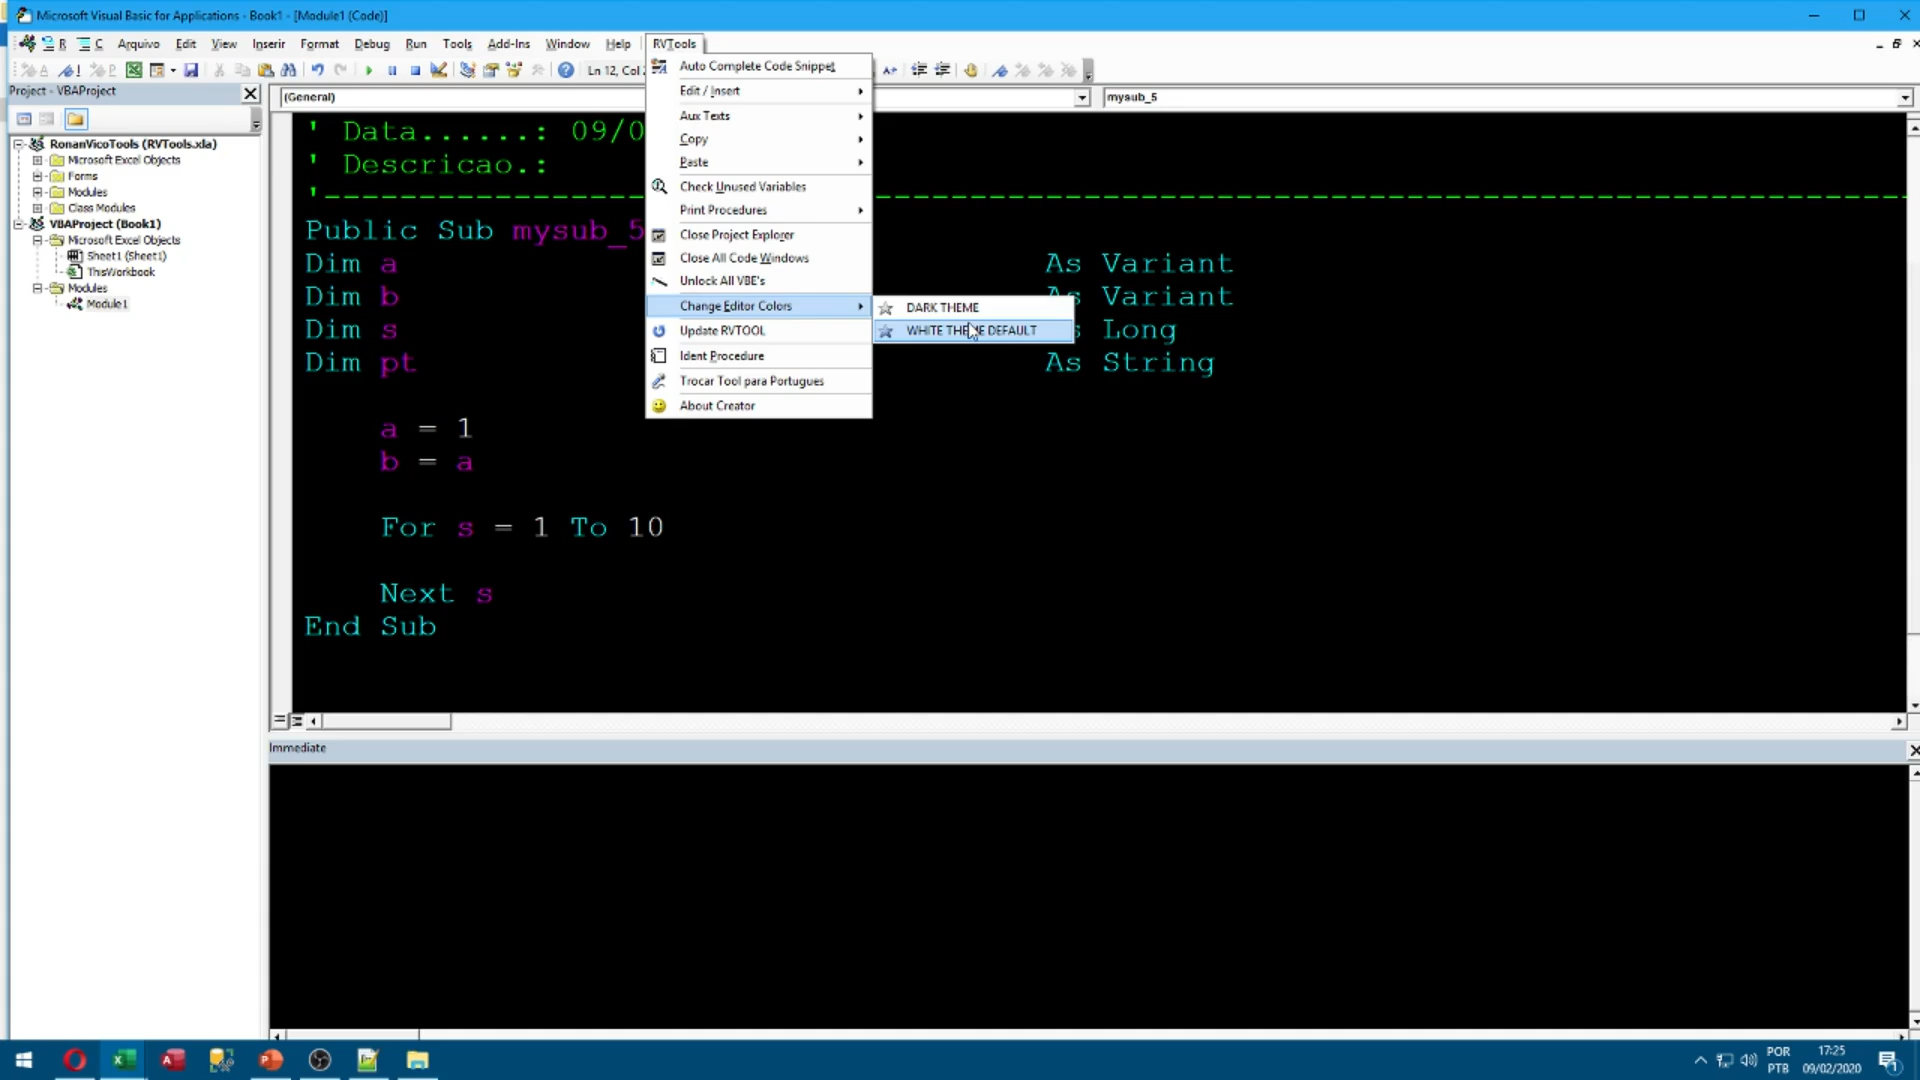 Microsoft Visual Basic for Applications - Book1 - [Module1 (Code)]
R C Arquivo Edit View Inserir Format Debug Run Tools Add-Ins Window Help RVTools
Ln 12, Col
Project - VBAProject
RonanVicoTools (RVTools.xla)
Microsoft Excel Objects
Forms
Modules
Class Modules
VBAProject (Book1)
Microsoft Excel Objects
Sheet1 (Sheet1)
ThisWorkbook
Modules
Module1
Auto Complete Code Snippet
Edit / Insert
Aux Texts
Copy
Paste
Check Unused Variables
Print Procedures
Close Project Explorer
Close All Code Windows
Unlock All VBE's
Change Editor Colors
Update RVTOOL
Ident Procedure
Trocar Tool para Portugues
About Creator
DARK THEME
WHITE THEME DEFAULT
(General)
mysub_5
' Data......: 09/0
' Descricao.:
'-----------------------------------------------------------------------------------
Public Sub mysub_5
Dim a As Variant
Dim b As Variant
Dim s As Long
Dim pt As String
a = 1
b = a
For s = 1 To 10
Next s
End Sub
Immediate
POR
PTB
17:25
09/02/2020
1